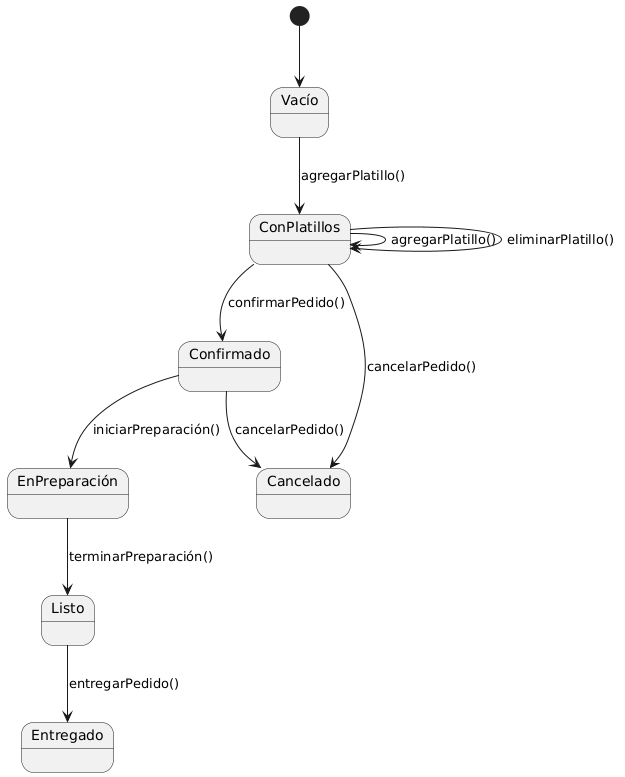 Vacío
agregarPlatillo()
ConPlatillos
agregarPlatillo()
eliminarPlatillo()
confirmarPedido()
Confirmado
cancelarPedido()
iniciarPreparación()
cancelarPedido()
EnPreparación
Cancelado
terminarPreparación()
Listo
entregarPedido()
Entregado